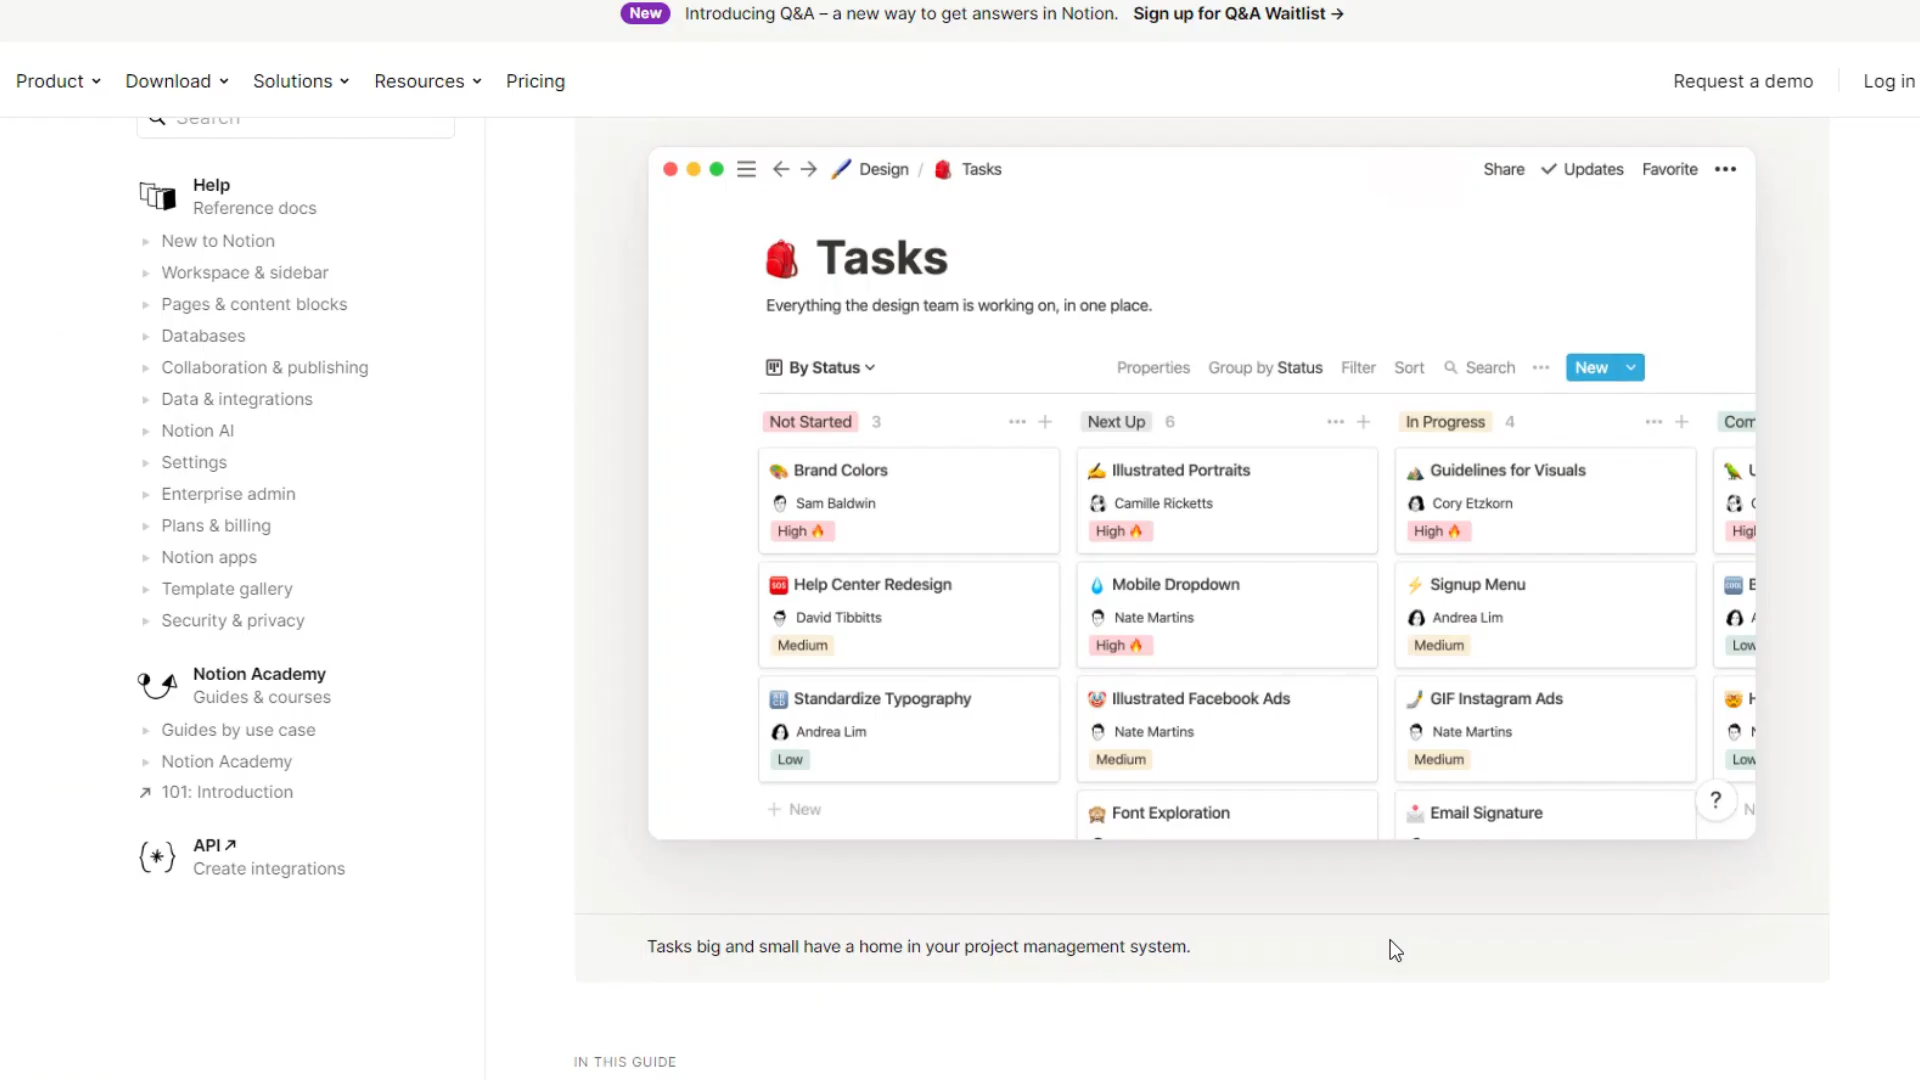 New Introducing Q&A – a new way to get answers in Notion. Sign up for Q&A Waitlist →
Product Download Solutions Resources Pricing Request a demo Log in
Search
Help
Reference docs
New to Notion
Workspace & sidebar
Pages & content blocks
Databases
Collaboration & publishing
Data & integrations
Notion AI
Settings
Enterprise admin
Plans & billing
Notion apps
Template gallery
Security & privacy
Notion Academy
Guides & courses
Guides by use case
Notion Academy
↗ 101: Introduction
API ↗
Create integrations
Design / Tasks Share ✓ Updates Favorite •••
Tasks
Everything the design team is working on, in one place.
By Status Properties Group by Status Filter Sort Search ••• New
Not Started 3 ••• +
Brand Colors
Sam Baldwin
High 🔥
Help Center Redesign
David Tibbitts
Medium
Standardize Typography
Andrea Lim
Low
+ New
Next Up 6 ••• +
Illustrated Portraits
Camille Ricketts
High 🔥
Mobile Dropdown
Nate Martins
High 🔥
Illustrated Facebook Ads
Nate Martins
Medium
Font Exploration
In Progress 4 ••• +
Guidelines for Visuals
Cory Etzkorn
High 🔥
Signup Menu
Andrea Lim
Medium
GIF Instagram Ads
Nate Martins
Medium
Email Signature
Com
High
Low
Low
?
Tasks big and small have a home in your project management system.
IN THIS GUIDE